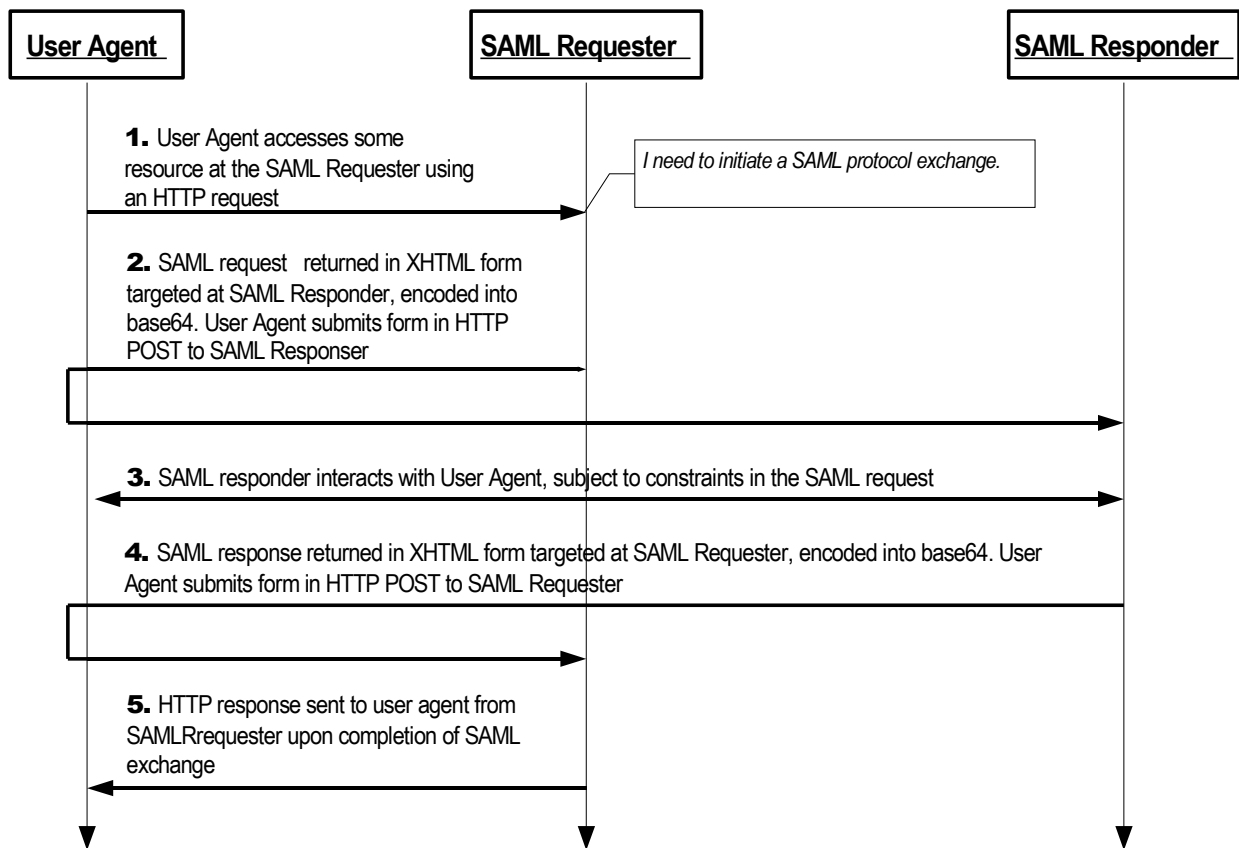 User Agent
SAML Requester
SAML Responder
1. User Agent accesses some
resource at the SAML Requester using
an HTTP request
I need to initiate a SAML protocol exchange.
2. SAML request returned in XHTML form
targeted at SAML Responder, encoded into
base64. User Agent submits form in HTTP
POST to SAML Responser
3. SAML responder interacts with User Agent, subject to constraints in the SAML request
4. SAML response returned in XHTML form targeted at SAML Requester, encoded into base64. User
Agent submits form in HTTP POST to SAML Requester
5. HTTP response sent to user agent from
SAMLRrequester upon completion of SAML
exchange